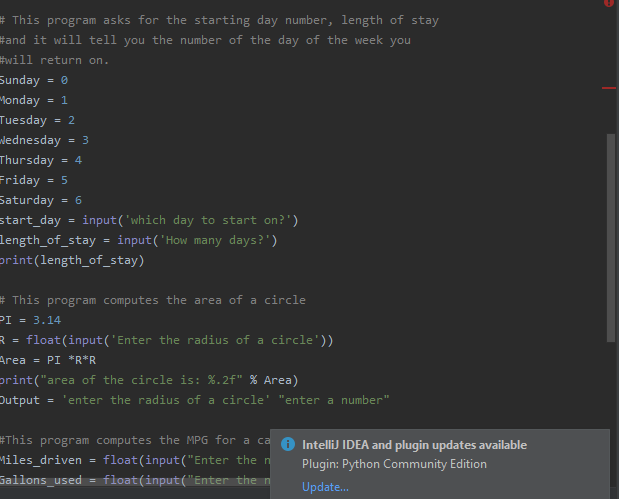 # This program asks for the starting day number, length of stay
#and it will tell you the number of the day of the week you
#will return on.
Sunday = 0
Monday = 1
Tuesday = 2
Wednesday = 3
Thursday = 4
Friday = 5
Saturday = 6
start_day = input('which day to start on?')
length_of_stay = input('How many days?')
print(length_of_stay)
# This program computes the area of a circle
PI = 3.14
R = float(input('Enter the radius of a circle'))
Area = PI *R*R
print("area of the circle is: %.2f" % Area)
Output = 'enter the radius of a circle' "enter a number"
#This program computes the MPG for a ca
Miles_driven = float(input("Enter the n
Gallons_used = float(input("Enter the n
IntelliJ IDEA and plugin updates available
Plugin: Python Community Edition
Update...